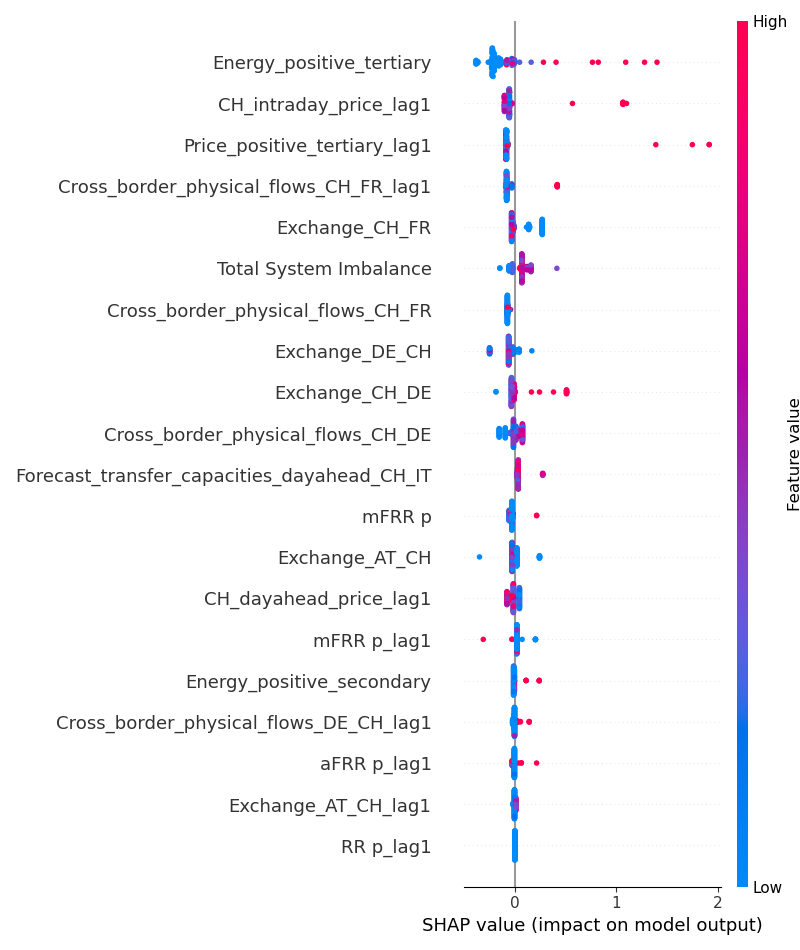 High
Energy_positive_tertiary
CH_intraday_price_lag1
Price_positive_tertiary_lag1
Cross_border_physical_flows_CH_FR_lag1
Exchange_CH_FR
Total System Imbalance
Cross_border_physical_flows_CH_FR
Exchange_DE_CH
Exchange_CH_DE
Cross_border_physical_flows_CH_DE
Forecast_transfer_capacities_dayahead_CH_IT
mFRR p
Exchange_AT_CH
CH_dayahead_price_lag1
mFRR p_lag1
Energy_positive_secondary
Cross_border_physical_flows_DE_CH_lag1
aFRR p_lag1
Exchange_AT_CH_lag1
RR p_lag1
Feature value
Low
0 1 2
SHAP value (impact on model output)